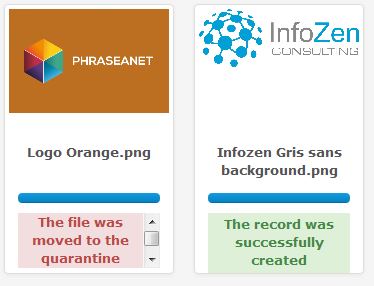 PHRASEANET
Logo Orange.png
The file was
moved to the
quarantine
InfoZen
CONSULTING
Infozen Gris sans
background.png
The record was
successfully
created